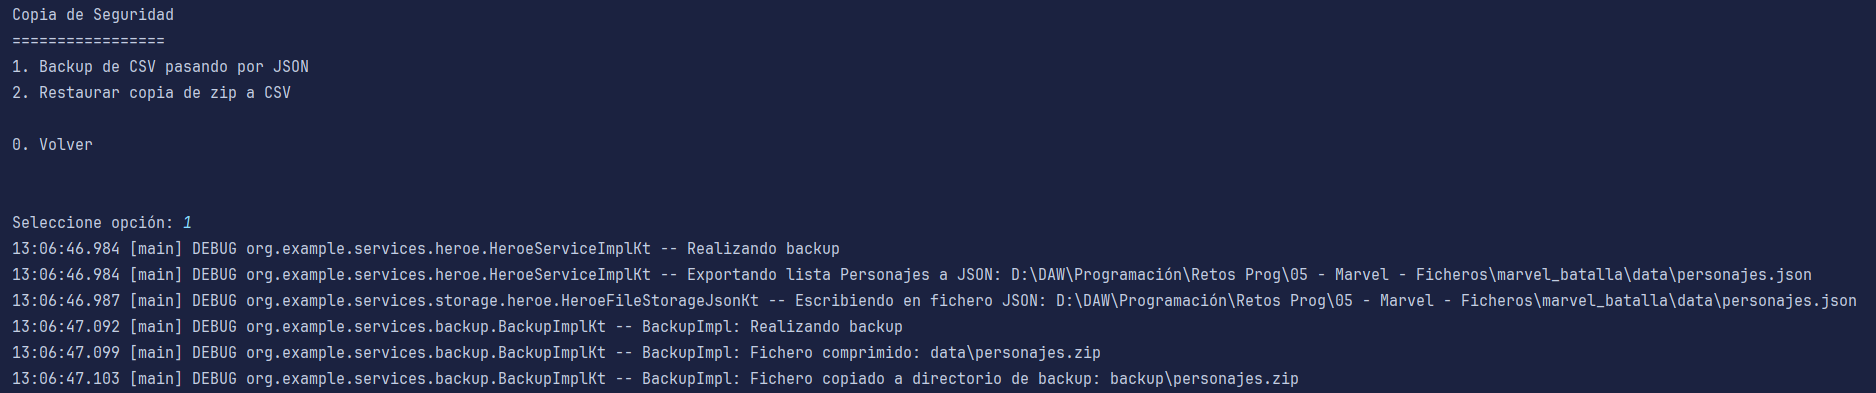 Copia de Seguridad
=================
1. Backup de CSV pasando por JSON
2. Restaurar copia de zip a CSV
0. Volver
Seleccione opción: 1
13:06:46.984 [main] DEBUG org.example.services.heroe.HeroeServiceImplKt -- Realizando backup
13:06:46.984 [main] DEBUG org.example.services.heroe.HeroeServiceImplKt -- Exportando lista Personajes a JSON: D:\DAW\Programación\Retos Prog\05 - Marvel - Ficheros\marvel_batalla\data\personajes.json
13:06:46.987 [main] DEBUG org.example.services.storage.heroe.HeroeFileStorageJsonKt -- Escribiendo en fichero JSON: D:\DAW\Programación\Retos Prog\05 - Marvel - Ficheros\marvel_batalla\data\personajes.json
13:06:47.092 [main] DEBUG org.example.services.backup.BackupImplKt -- BackupImpl: Realizando backup
13:06:47.099 [main] DEBUG org.example.services.backup.BackupImplKt -- BackupImpl: Fichero comprimido: data\personajes.zip
13:06:47.103 [main] DEBUG org.example.services.backup.BackupImplKt -- BackupImpl: Fichero copiado a directorio de backup: backup\personajes.zip